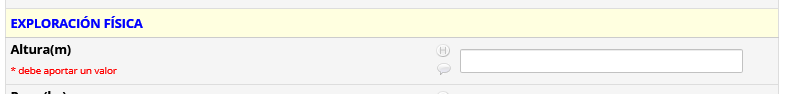 EXPLORACIÓN FÍSICA
Altura(m)
H
* debe aportar un valor